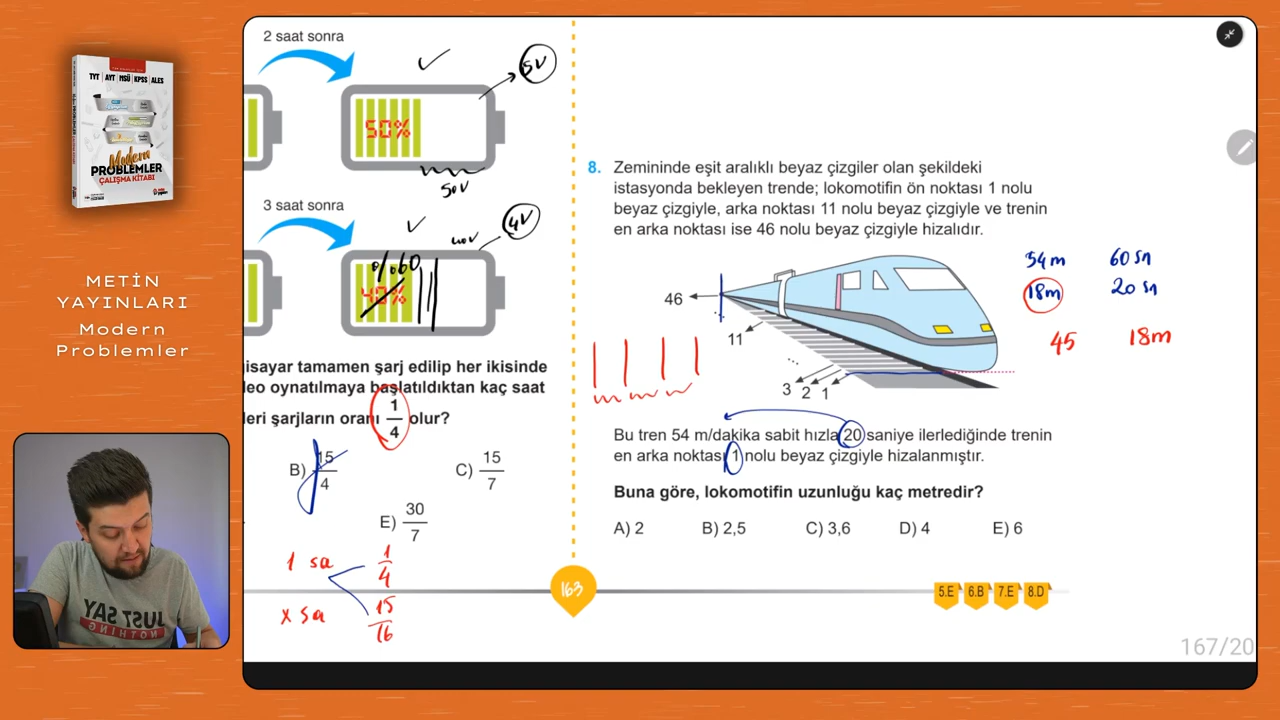 TYT | AYT | MSÜ | KPSS | ALES
Modern
PROBLEMLER
ÇALIŞMA KİTABI
METİN
YAYINLARI
Modern
Problemler
JUST SAY
NOTHING
2 saat sonra
50%
5V
50V
3 saat sonra
%60
40%
40V
4V
isayar tamamen şarj edilip her ikisinde
leo oynatılmaya başlatıldıktan kaç saat
leri şarjların oranı 1/4 olur?
B) 15/4
C) 15/7
E) 30/7
1 sa 1/4
x sa 15/16
163
8. Zemininde eşit aralıklı beyaz çizgiler olan şekildeki
istasyonda bekleyen trende; lokomotifin ön noktası 1 nolu
beyaz çizgiyle, arka noktası 11 nolu beyaz çizgiyle ve trenin
en arka noktası ise 46 nolu beyaz çizgiyle hizalıdır.
46
11
...
3 2 1
54m 60sn
18m 20sn
45 18m
Bu tren 54 m/dakika sabit hızla 20 saniye ilerlediğinde trenin
en arka noktası 1 nolu beyaz çizgiyle hizalanmıştır.
Buna göre, lokomotifin uzunluğu kaç metredir?
A) 2 B) 2,5 C) 3,6 D) 4 E) 6
5.E 6.B 7.E 8.D
167/20